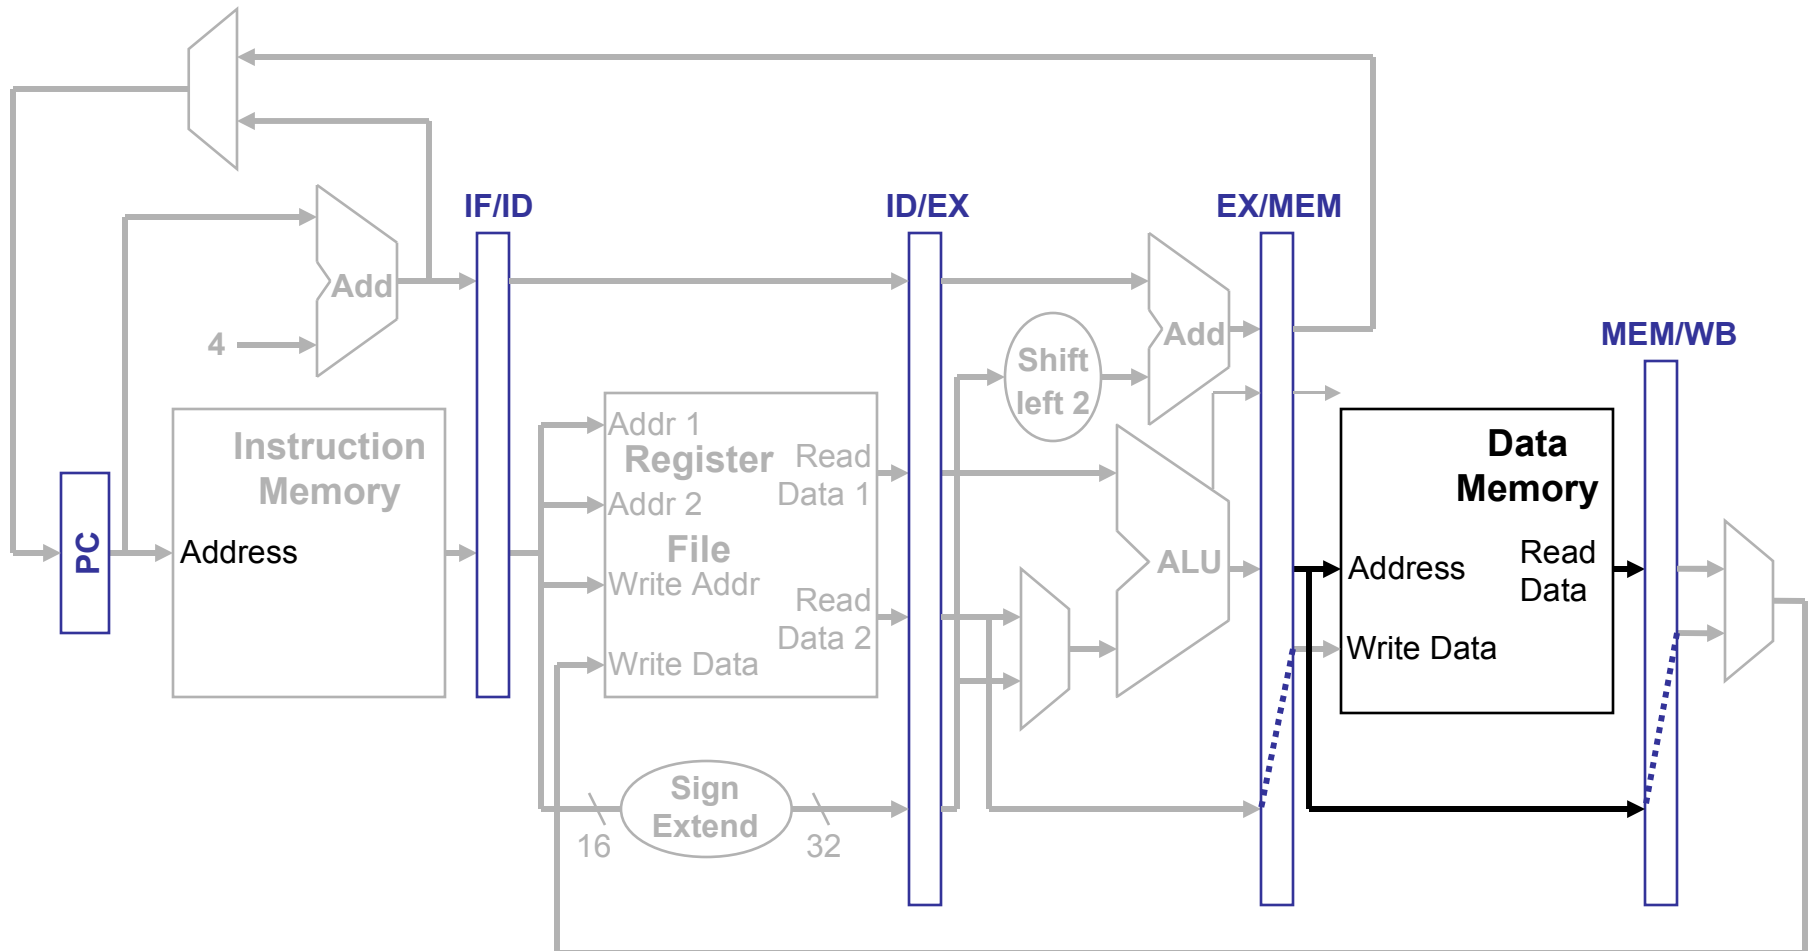 IF/ID
ID/EX
EX/MEM
MEM/WB
Add
4
Add
Shift
left 2
Instruction
Memory
Address
PC
Addr 1
Register
Read
Data 1
Addr 2
File
Write Addr
Read
Data 2
Write Data
ALU
Data
Memory
Address
Read
Data
Write Data
Sign
Extend
16
32